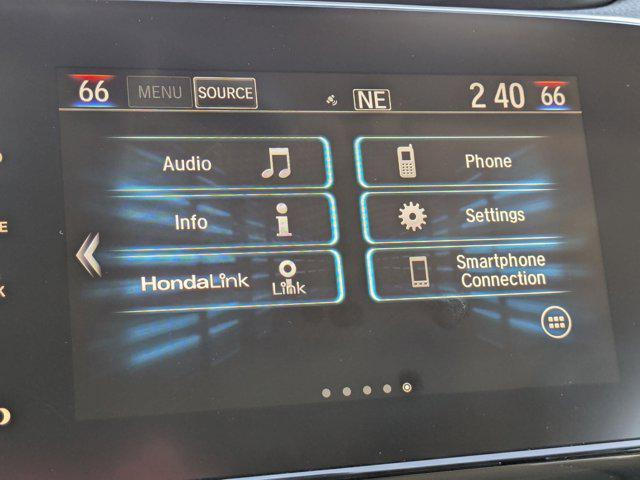 66 MENU SOURCE NE 2 40 66
Audio
Phone
Info
Settings
HondaLink Link
Smartphone
Connection